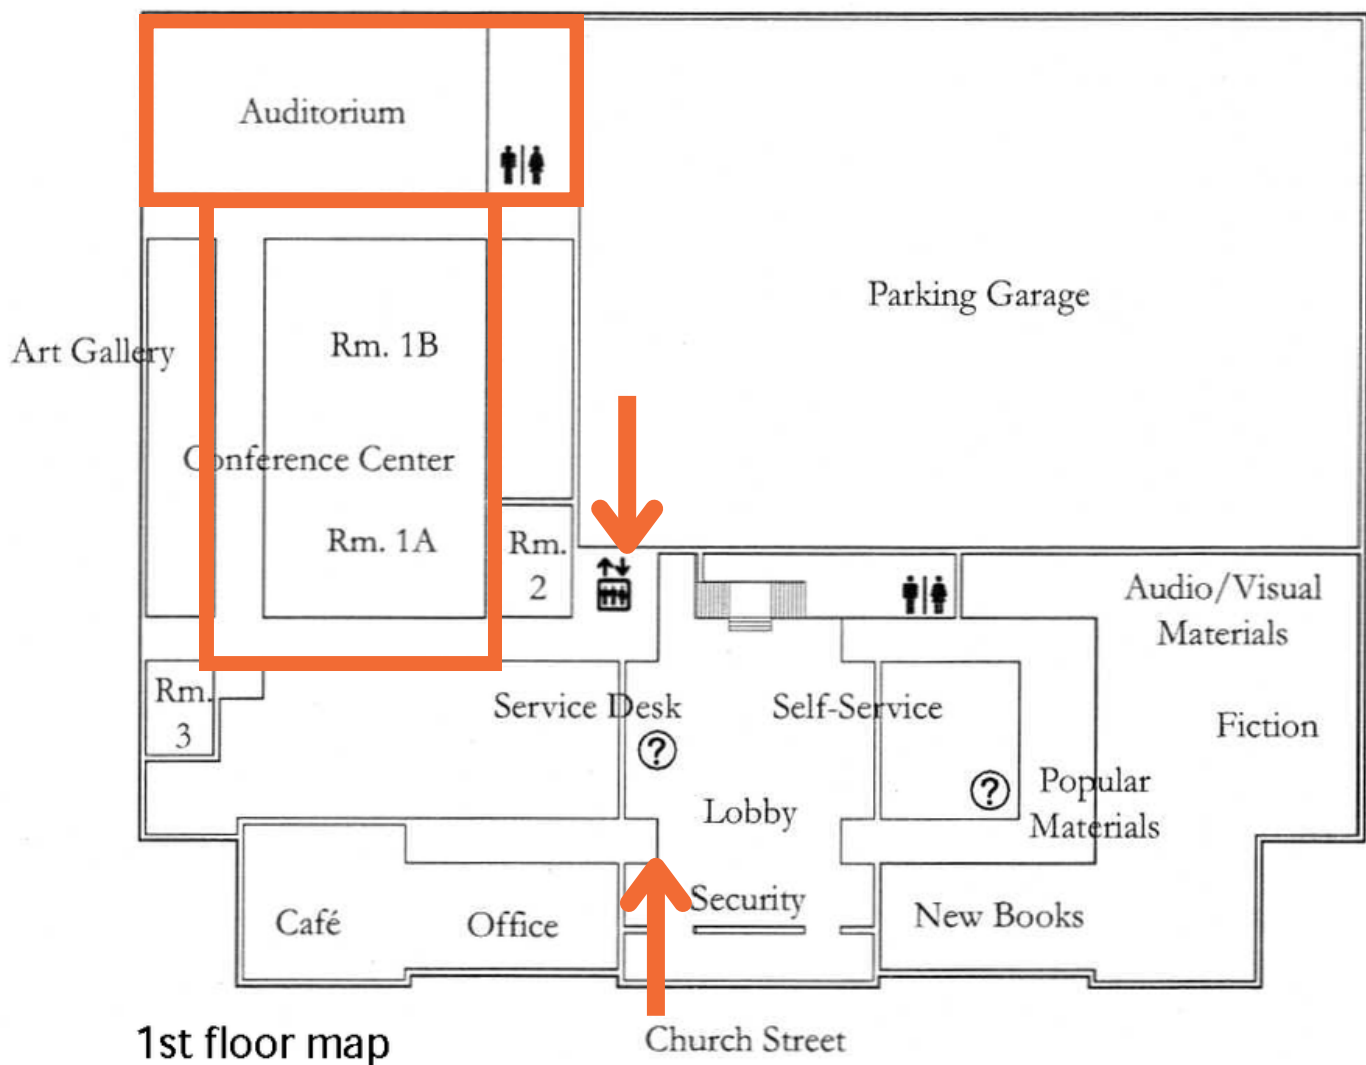 Auditorium
Parking Garage
Art Gallery
Rm. 1B
Conference Center
Rm. 1A
Rm.
2
Audio/Visual
Materials
Rm.
3
Service Desk
?
Self-Service
Fiction
?
Popular
Materials
Lobby
Security
Café
Office
New Books
1st floor map
Church Street